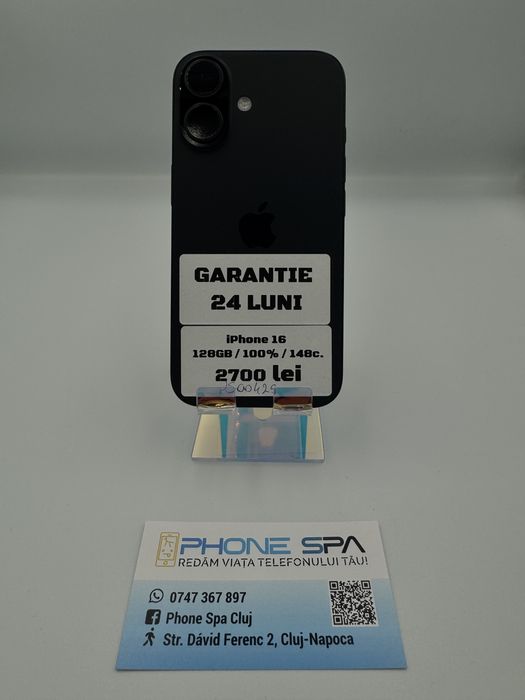 GARANTIE
24 LUNI
iPhone 16
128GB / 100% / 148c.
2700 lei
PHONE SPA
REDĂM VIAȚA TELEFONULUI TĂU!
0747 367 897
Phone Spa Cluj
Str. Dávid Ferenc 2, Cluj-Napoca